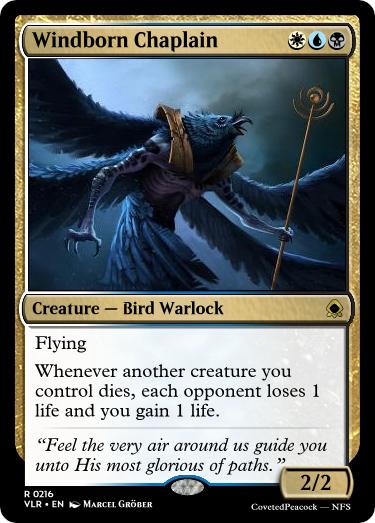 Windborn Chaplain
Creature — Bird Warlock
Flying
Whenever another creature you
control dies, each opponent loses 1
life and you gain 1 life.
“Feel the very air around us guide you
unto His most glorious of paths.”
2/2
R 0216
VLR • EN Marcel Gröber
CovetedPeacock — NFS